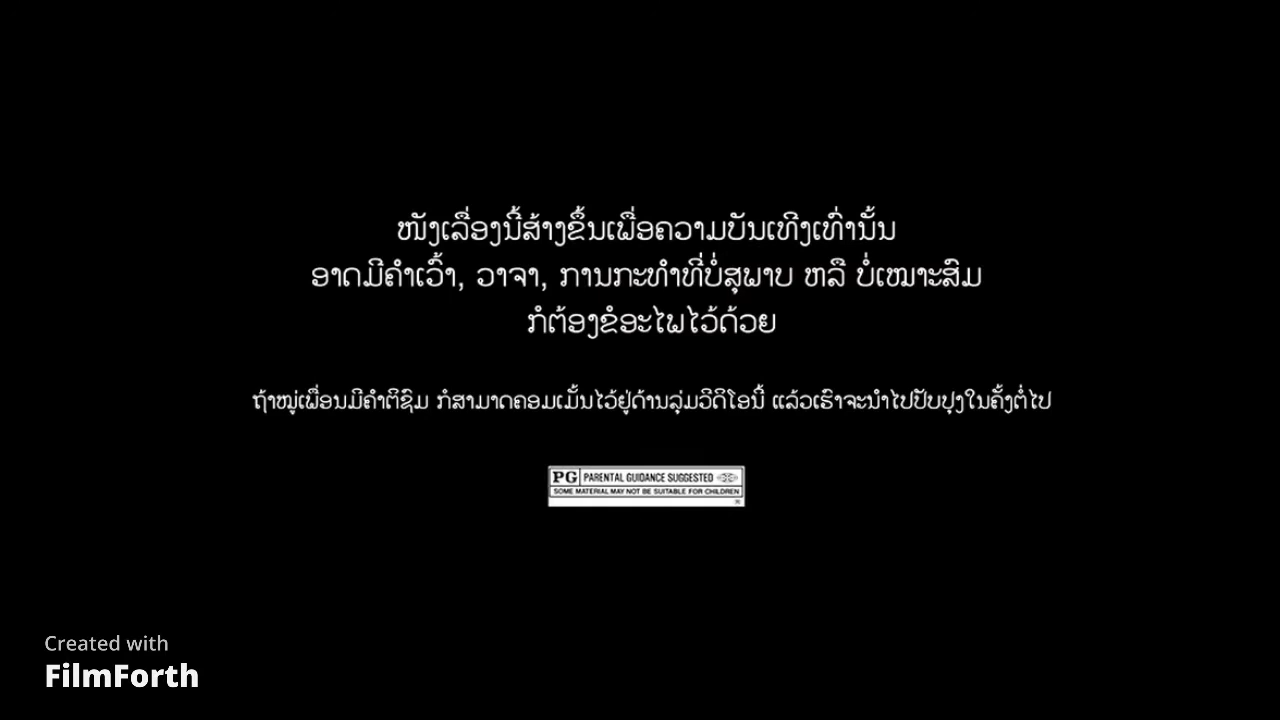 ໜັງເລື່ອງນີ້ສ້າງຂຶ້ນເພື່ອຄວາມບັນເທີງເທົ່ານັ້ນ
ອາດມີຄຳເວົ້າ, ວາຈາ, ການກະທຳທີ່ບໍ່ສຸພາບ ຫລື ບໍ່ເໝາະສົມ
ກໍຕ້ອງຂໍອະໄພໄວ້ດ້ວຍ
ຖ້າໝູ່ເພື່ອນມີຄຳຕິຊົມ ກໍສາມາດຄອມເມັ້ນໄວ້ຢູ່ດ້ານລຸ່ມວີດີໂອນີ້ ແລ້ວເຮົາຈະນຳໄປປັບປຸງໃນຄັ້ງຕໍ່ໄປ
PG PARENTAL GUIDANCE SUGGESTED
SOME MATERIAL MAY NOT BE SUITABLE FOR CHILDREN
Created with
FilmForth